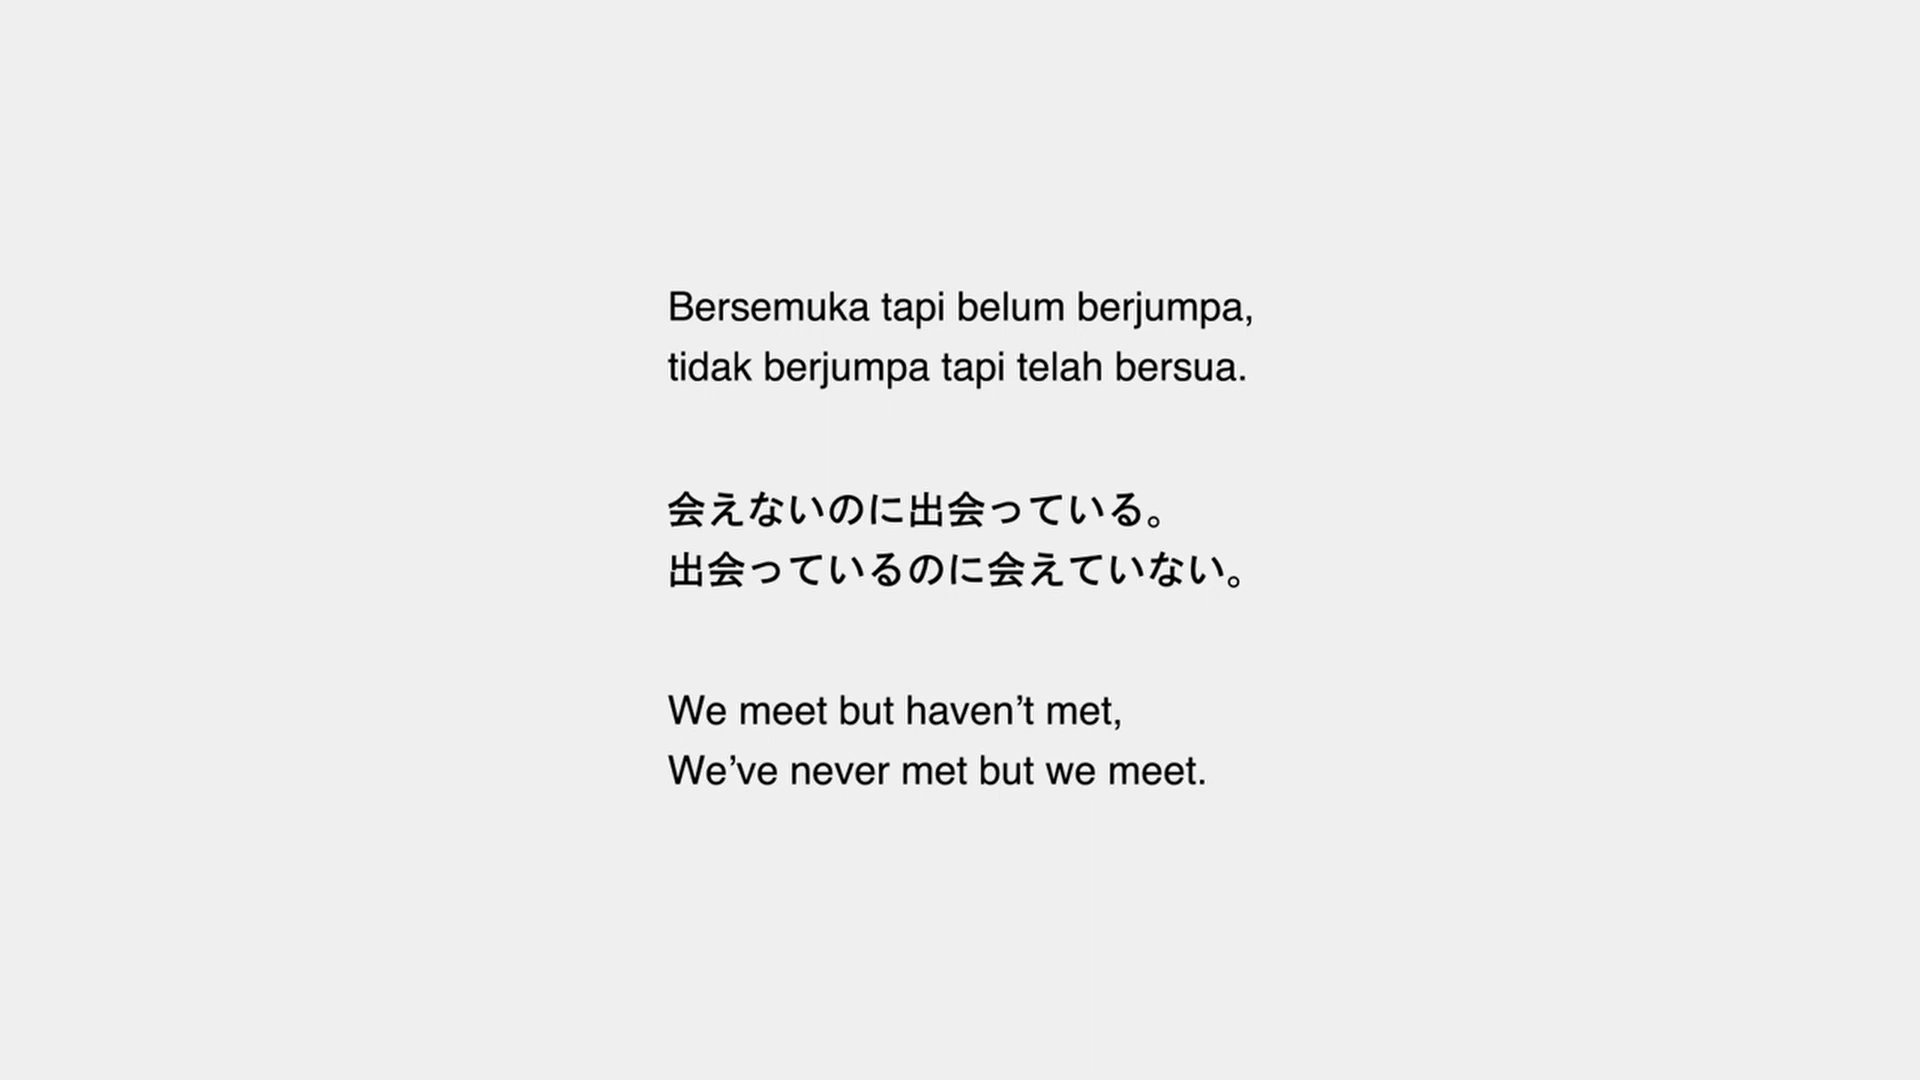 Bersemuka tapi belum berjumpa,
tidak berjumpa tapi telah bersua.
会えないのに出会っている。
出会っているのに会えていない。
We meet but haven’t met,
We’ve never met but we meet.